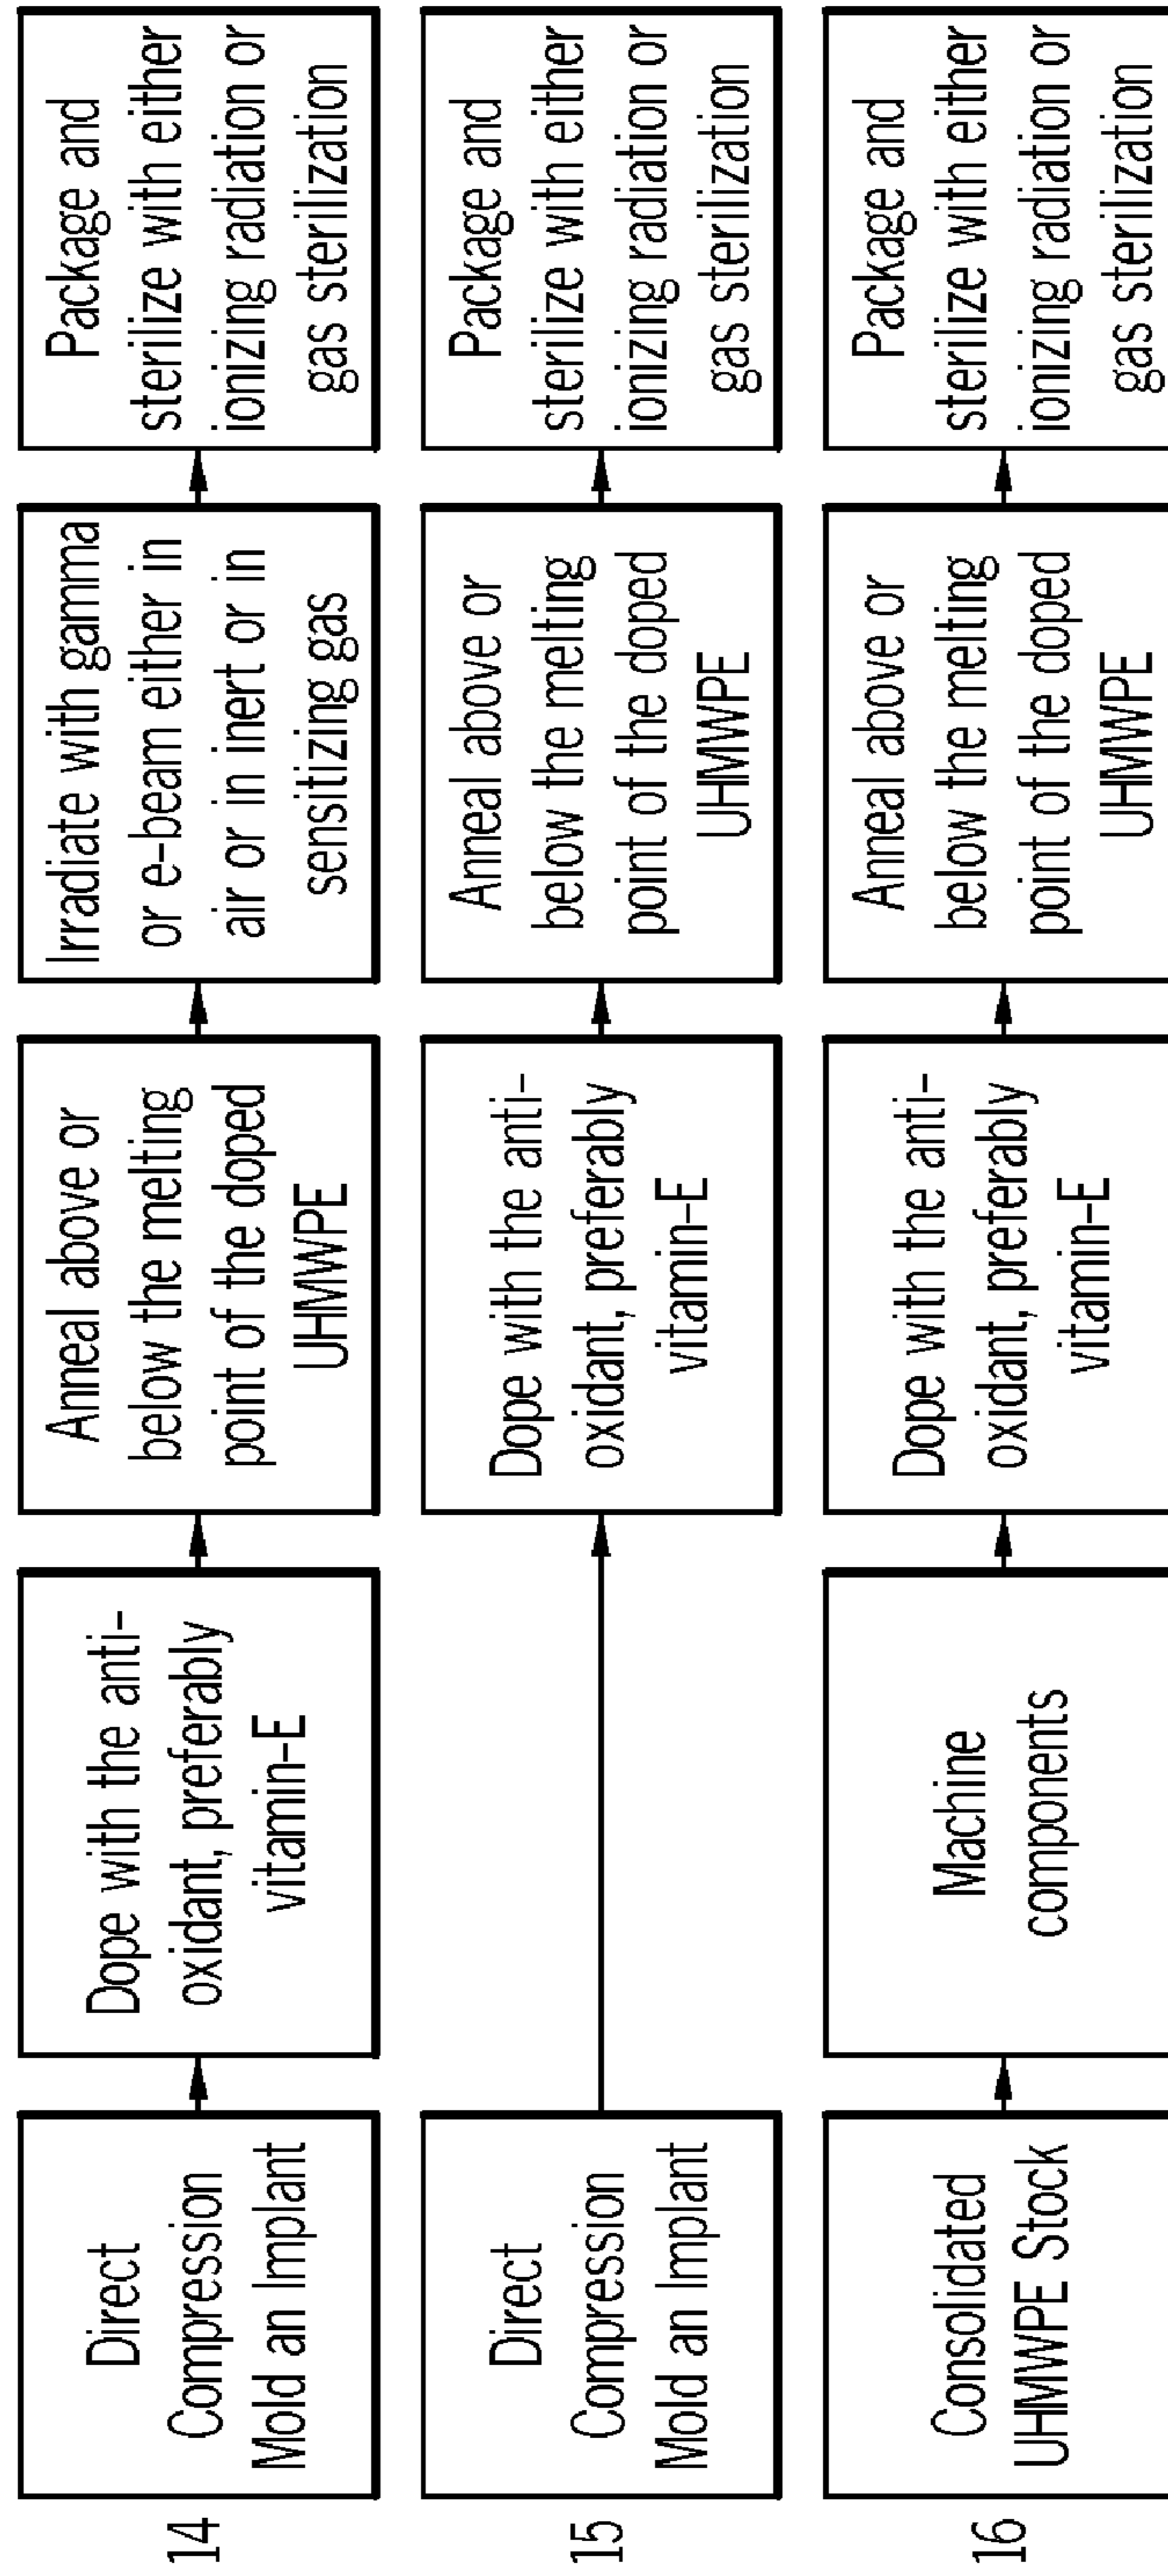 14
Direct
Compression
Mold an Implant
Dope with the anti-
oxidant, preferably
vitamin-E
Anneal above or
below the melting
point of the doped
UHMWPE
Irradiate with gamma
or e-beam either in
air or in inert or in
sensitizing gas
Package and
sterilize with either
ionizing radiation or
gas sterilization
15
Direct
Compression
Mold an Implant
Dope with the anti-
oxidant, preferably
vitamin-E
Anneal above or
below the melting
point of the doped
UHMWPE
Package and
sterilize with either
ionizing radiation or
gas sterilization
16
Consolidated
UHMWPE Stock
Machine
components
Dope with the anti-
oxidant, preferably
vitamin-E
Anneal above or
below the melting
point of the doped
UHMWPE
Package and
sterilize with either
ionizing radiation or
gas sterilization